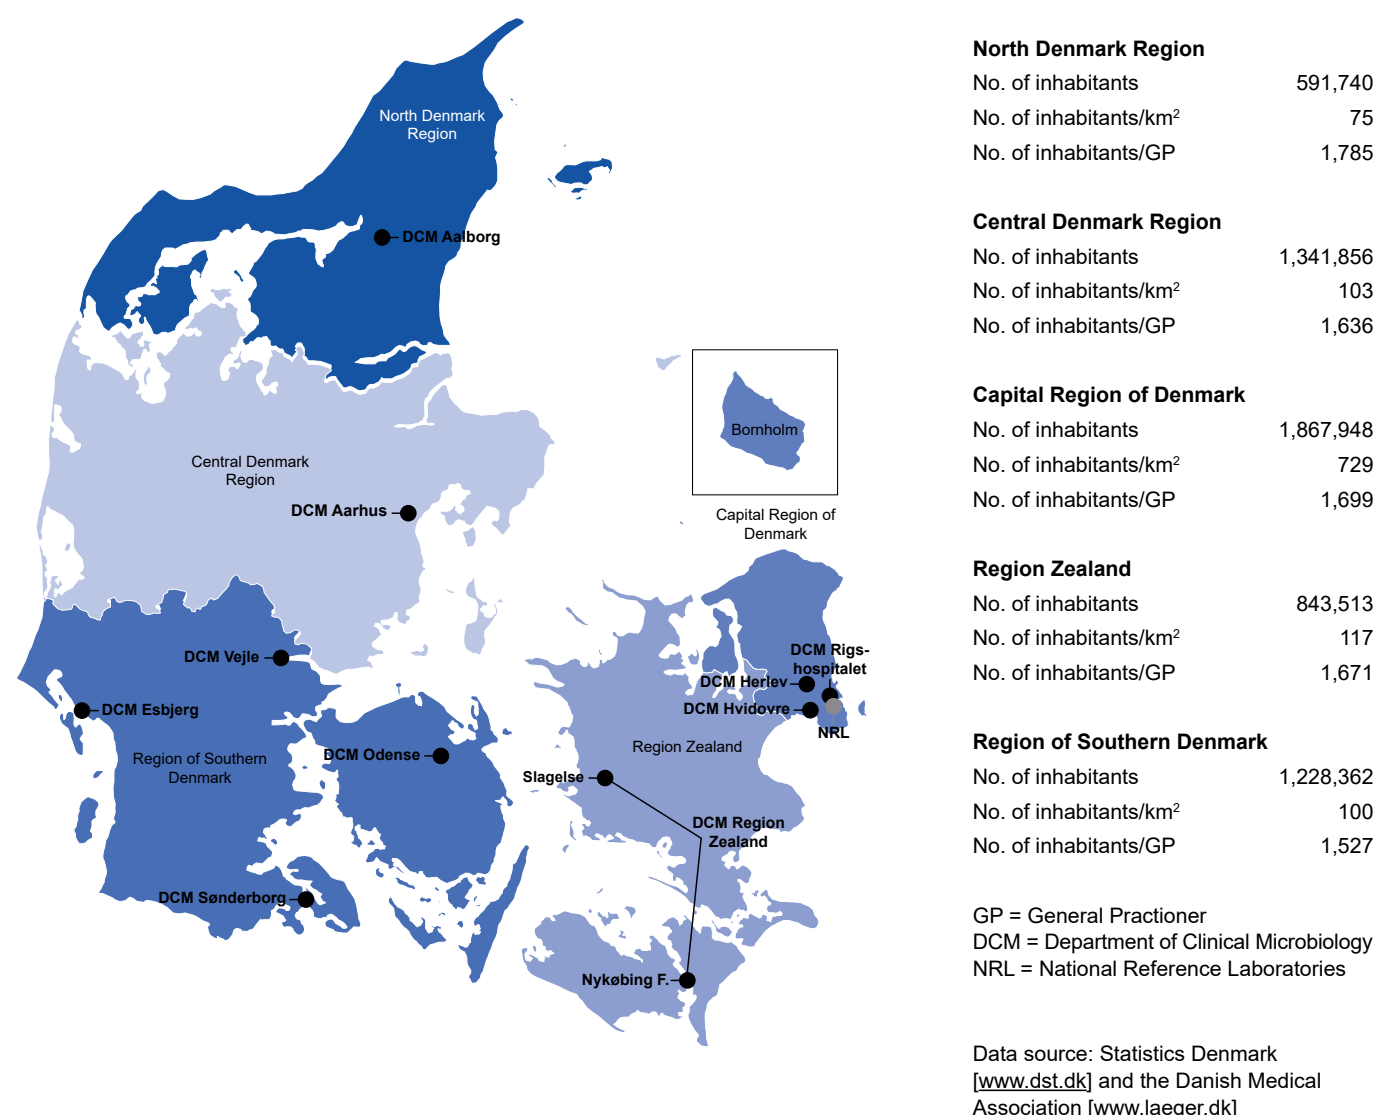 North Denmark
Region
DCM Aalborg
Central Denmark
Region
DCM Aarhus
Bornholm
Capital Region of
Denmark
DCM Vejle
DCM Esbjerg
Region of Southern
Denmark
DCM Odense
DCM Sønderborg
DCM Rigs-
hospitalet
DCM Herlev
DCM Hvidovre
NRL
Region Zealand
Slagelse
DCM Region
Zealand
Nykøbing F.
North Denmark Region
No. of inhabitants 591,740
No. of inhabitants/km² 75
No. of inhabitants/GP 1,785
Central Denmark Region
No. of inhabitants 1,341,856
No. of inhabitants/km² 103
No. of inhabitants/GP 1,636
Capital Region of Denmark
No. of inhabitants 1,867,948
No. of inhabitants/km² 729
No. of inhabitants/GP 1,699
Region Zealand
No. of inhabitants 843,513
No. of inhabitants/km² 117
No. of inhabitants/GP 1,671
Region of Southern Denmark
No. of inhabitants 1,228,362
No. of inhabitants/km² 100
No. of inhabitants/GP 1,527
GP = General Practioner
DCM = Department of Clinical Microbiology
NRL = National Reference Laboratories
Data source: Statistics Denmark
[www.dst.dk] and the Danish Medical
Association [www.laeger.dk]